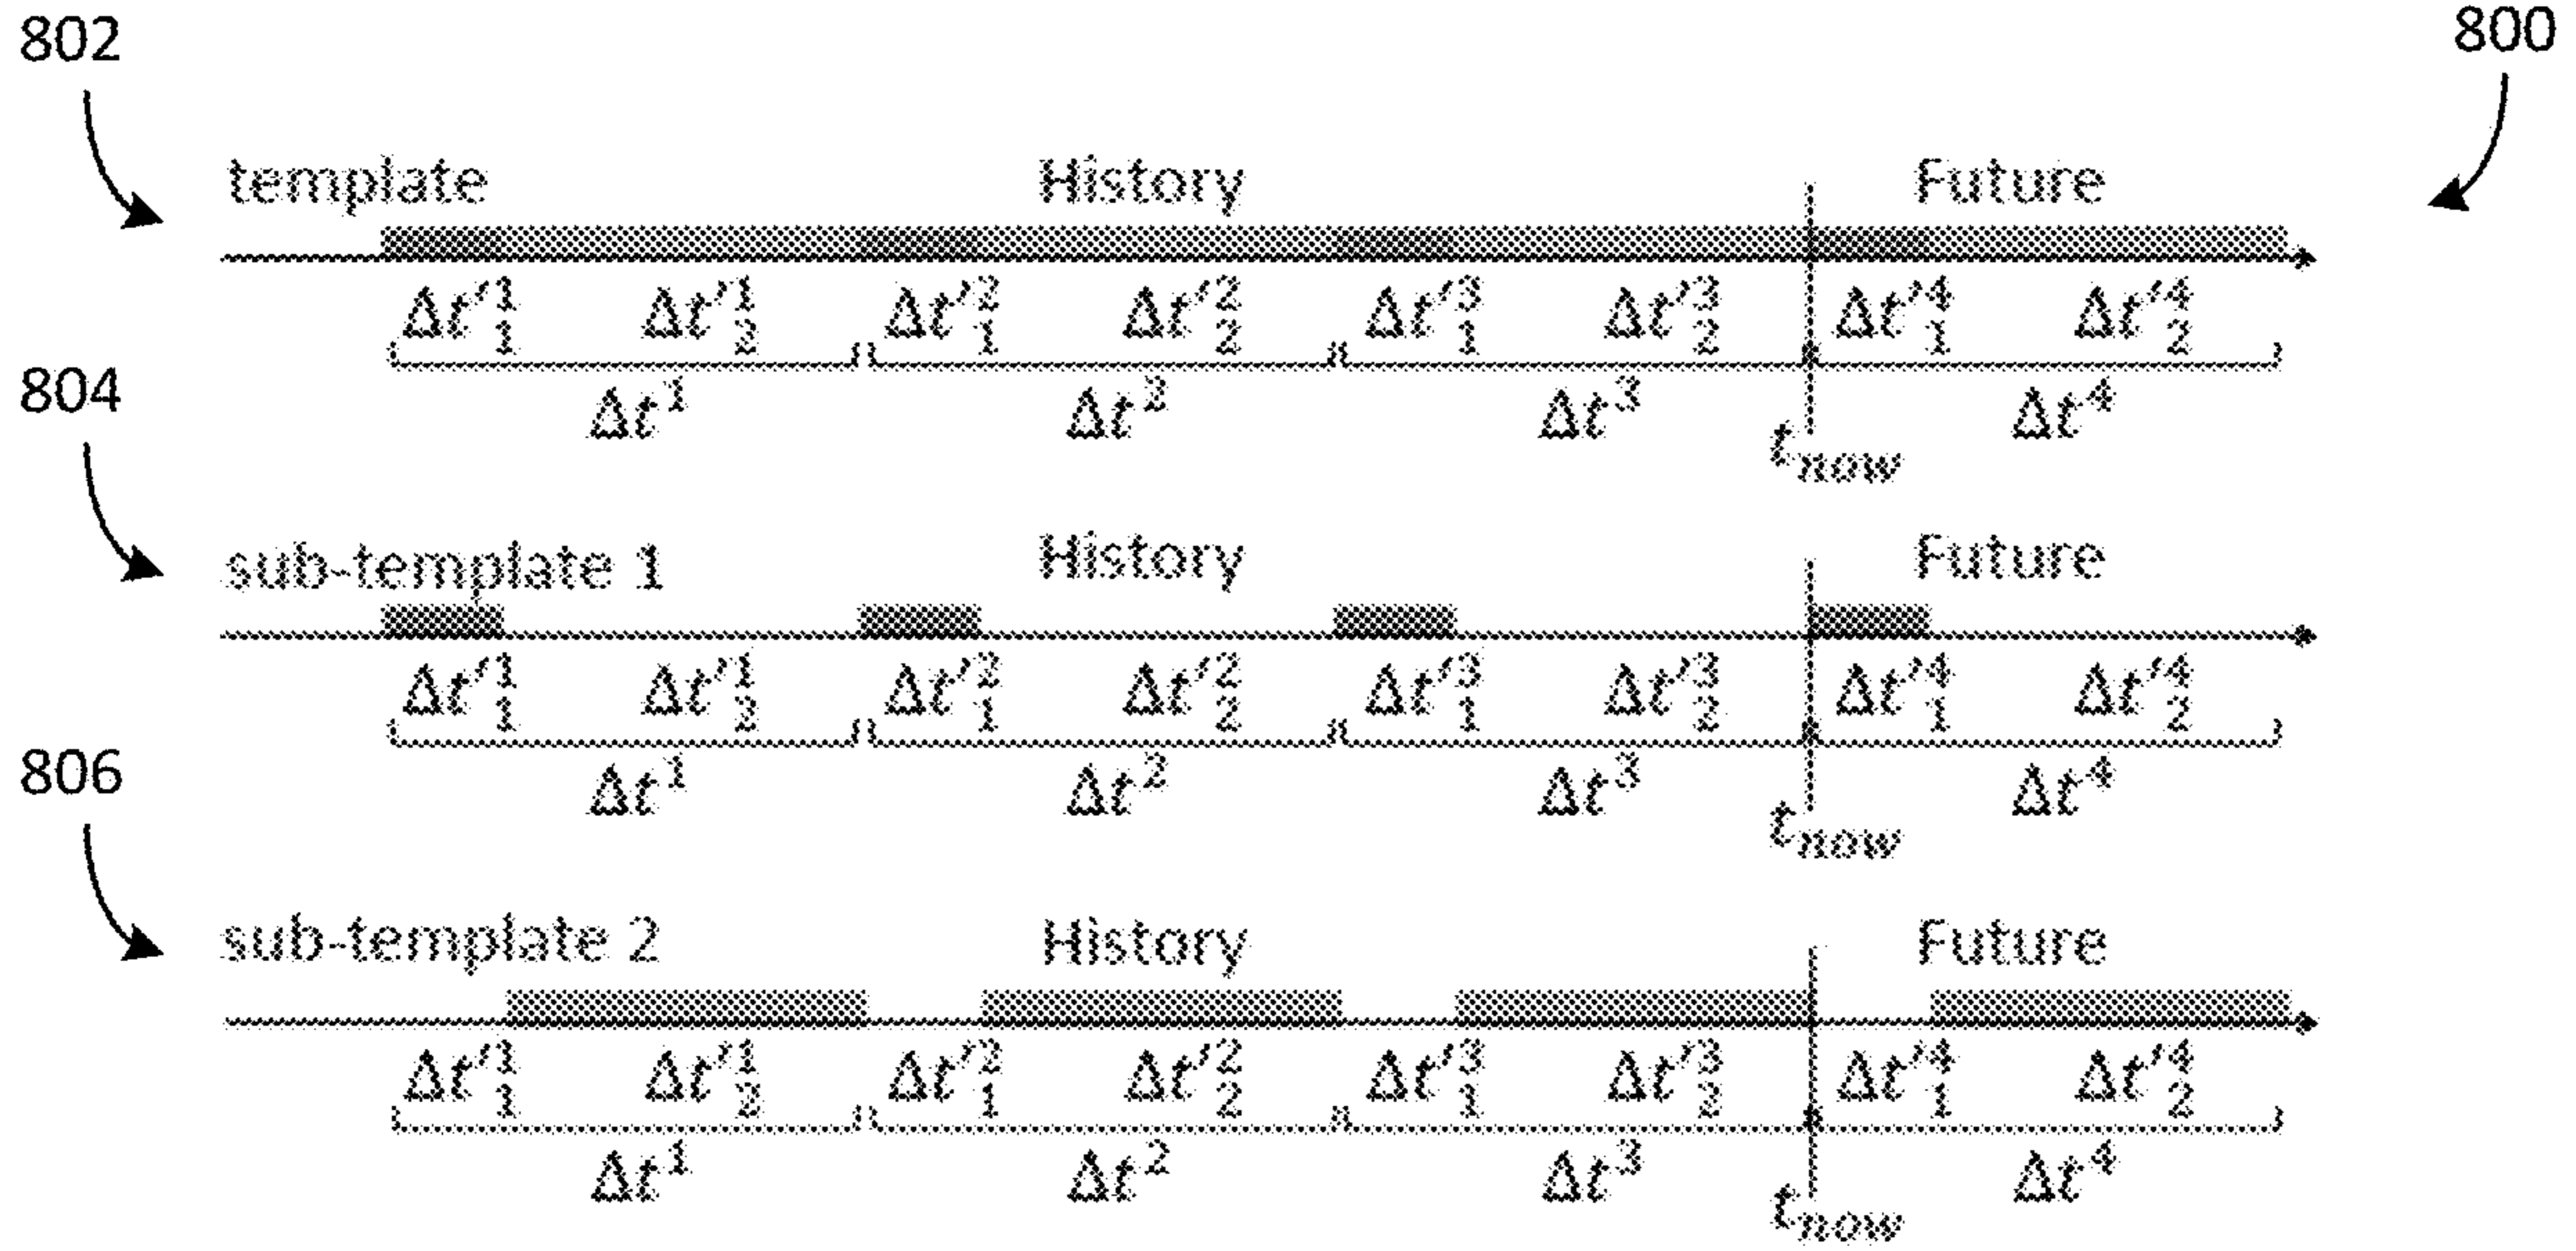 802 800
template History Future
Δt′¹₁ Δt′¹₂ Δt′²₁ Δt′²₂ Δt′³₁ Δt′³₂ Δt′⁴₁ Δt′⁴₂
Δt¹ Δt² Δt³ Δt⁴
t_now
804
sub-template 1 History Future
Δt′¹₁ Δt′¹₂ Δt′²₁ Δt′²₂ Δt′³₁ Δt′³₂ Δt′⁴₁ Δt′⁴₂
Δt¹ Δt² Δt³ Δt⁴
t_now
806
sub-template 2 History Future
Δt′¹₁ Δt′¹₂ Δt′²₁ Δt′²₂ Δt′³₁ Δt′³₂ Δt′⁴₁ Δt′⁴₂
Δt¹ Δt² Δt³ Δt⁴
t_now